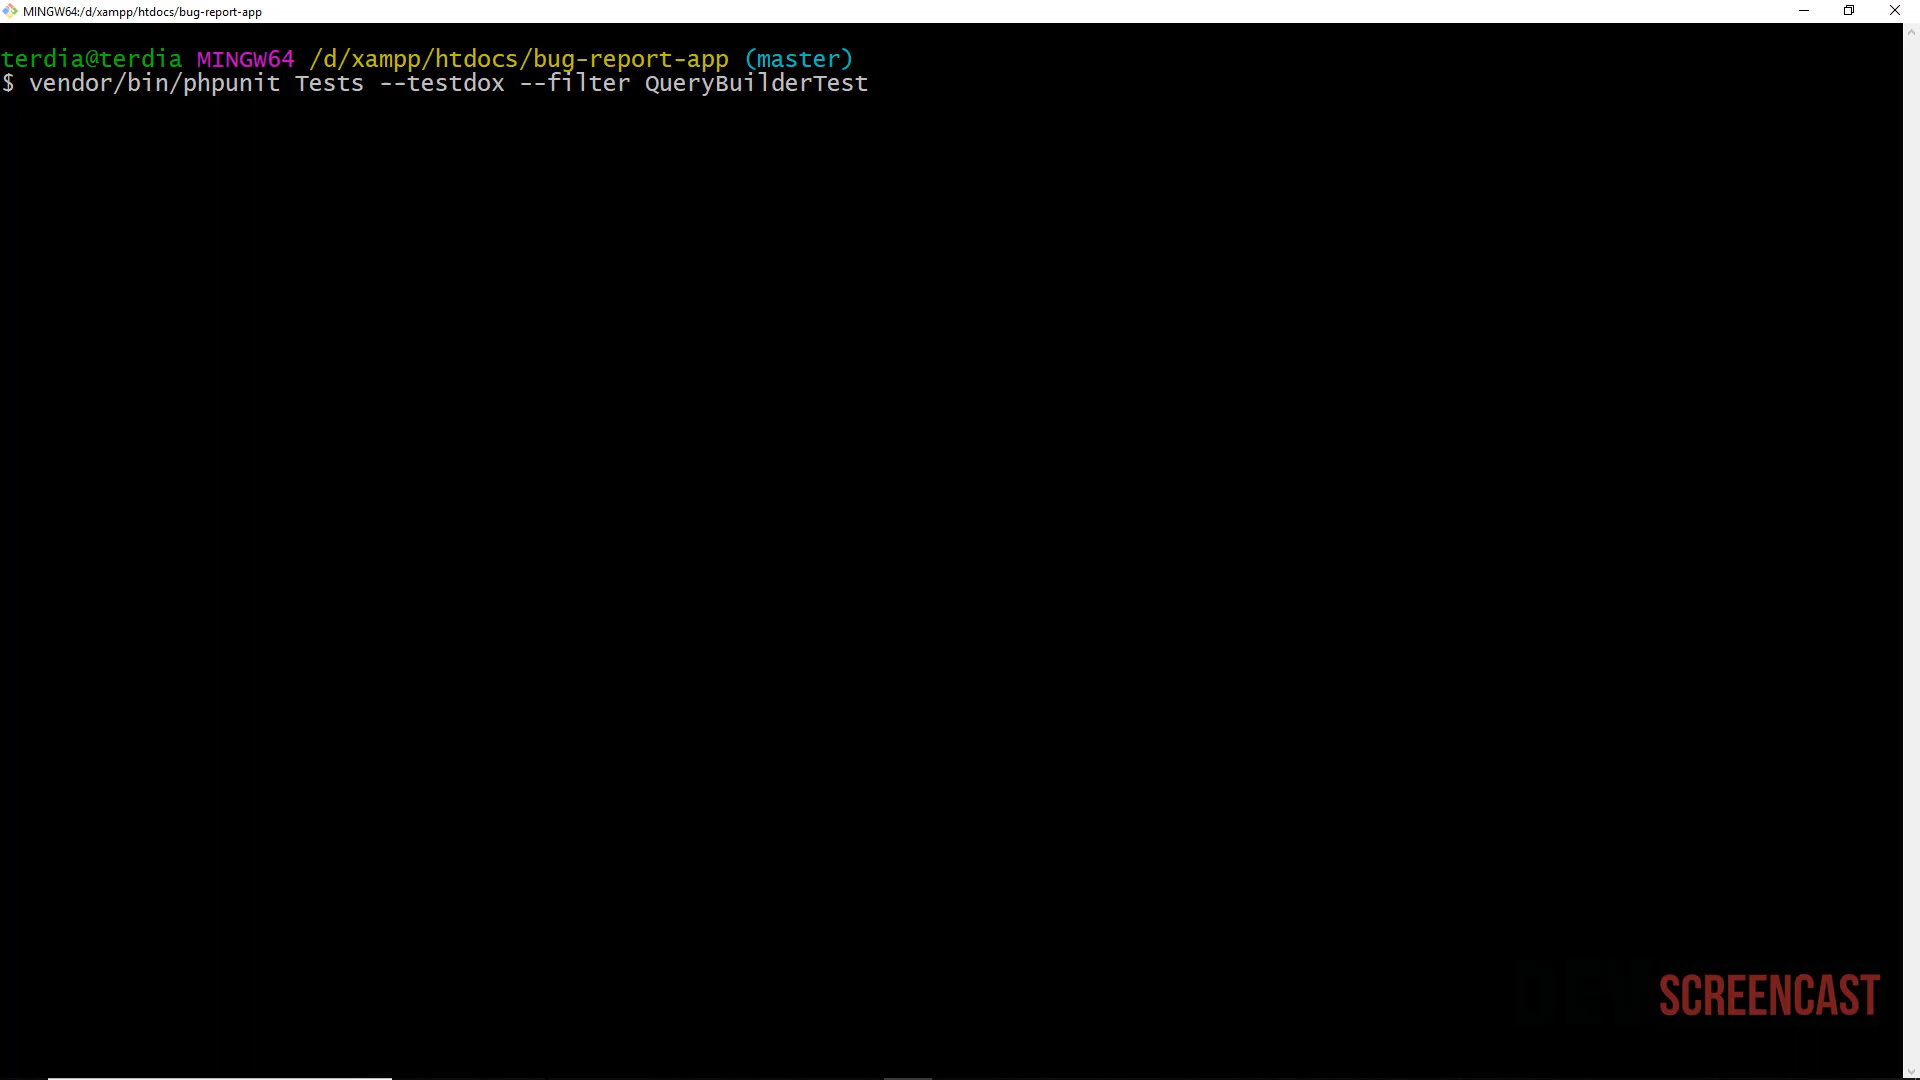 MINGW64:/d/xampp/htdocs/bug-report-app
terdia@terdia MINGW64 /d/xampp/htdocs/bug-report-app (master)
$ vendor/bin/phpunit Tests --testdox --filter QueryBuilderTest
SCREENCAST